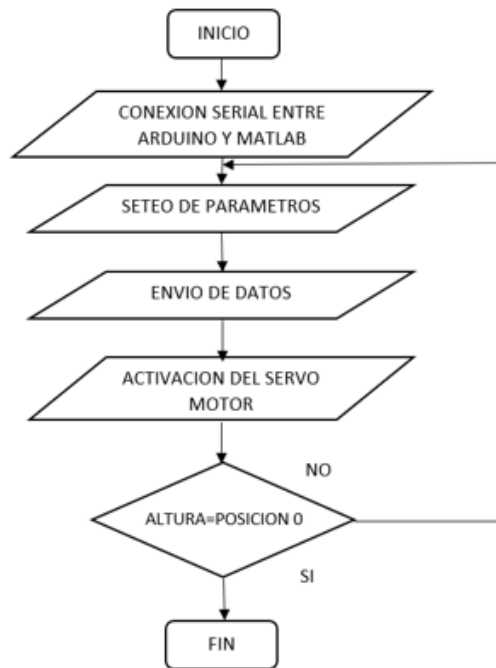 INICIO
CONEXION SERIAL ENTRE
ARDUINO Y MATLAB
SETEO DE PARAMETROS
ENVIO DE DATOS
ACTIVACION DEL SERVO
MOTOR
NO
ALTURA=POSICION 0
SI
FIN